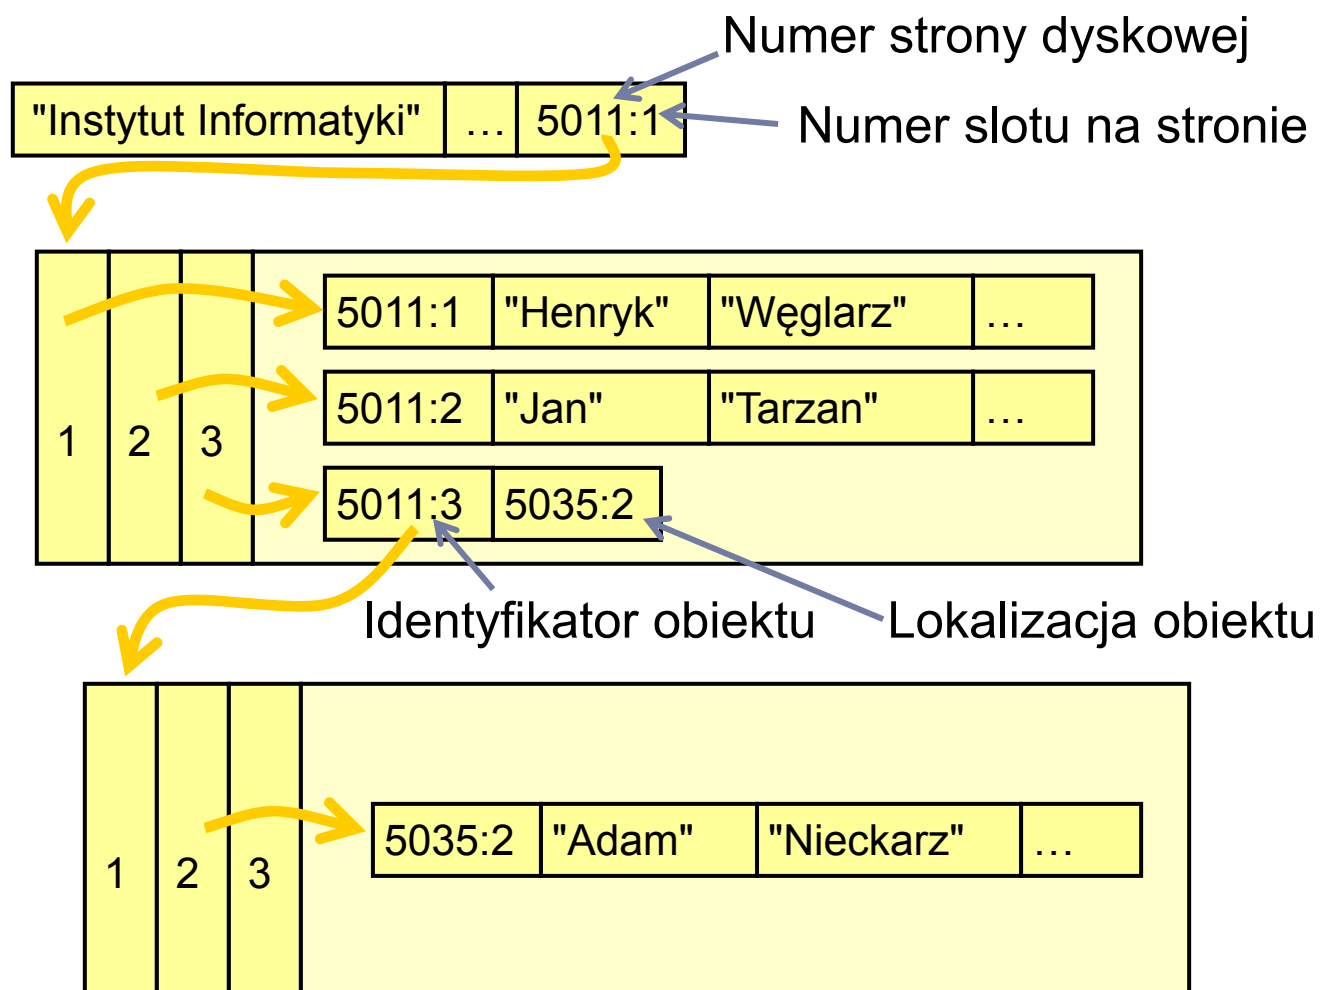 Numer strony dyskowej
"Instytut Informatyki" … 5011:1
Numer slotu na stronie
5011:1 "Henryk" "Węglarz" …
5011:2 "Jan" "Tarzan" …
1 2 3
5011:3 5035:2
Identyfikator obiektu Lokalizacja obiektu
5035:2 "Adam" "Nieckarz" …
1 2 3